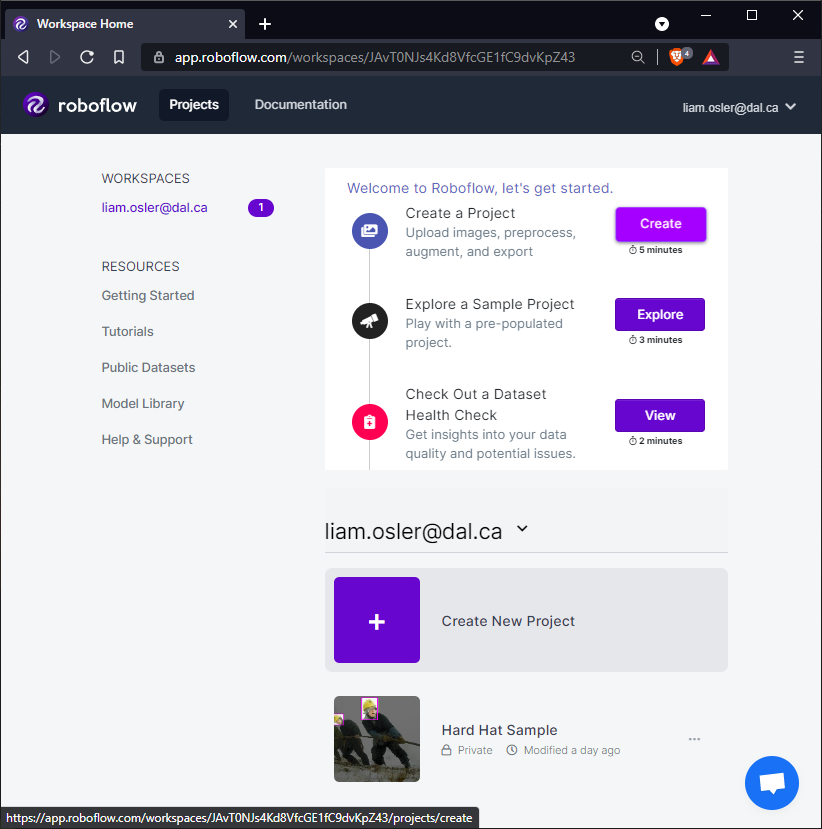 Workspace Home
app.roboflow.com/workspaces/JAvT0NJs4Kd8VfcGE1fC9dvKpZ43
4
roboflow
Projects
Documentation
liam.osler@dal.ca
WORKSPACES
liam.osler@dal.ca
1
RESOURCES
Getting Started
Tutorials
Public Datasets
Model Library
Help & Support
Welcome to Roboflow, let's get started.
Create a Project
Upload images, preprocess,
augment, and export
Create
5 minutes
Explore a Sample Project
Play with a pre-populated
project.
Explore
3 minutes
Check Out a Dataset
Health Check
Get insights into your data
quality and potential issues.
View
2 minutes
liam.osler@dal.ca
Create New Project
Hard Hat Sample
Private
Modified a day ago
https://app.roboflow.com/workspaces/JAvT0NJs4Kd8VfcGE1fC9dvKpZ43/projects/create